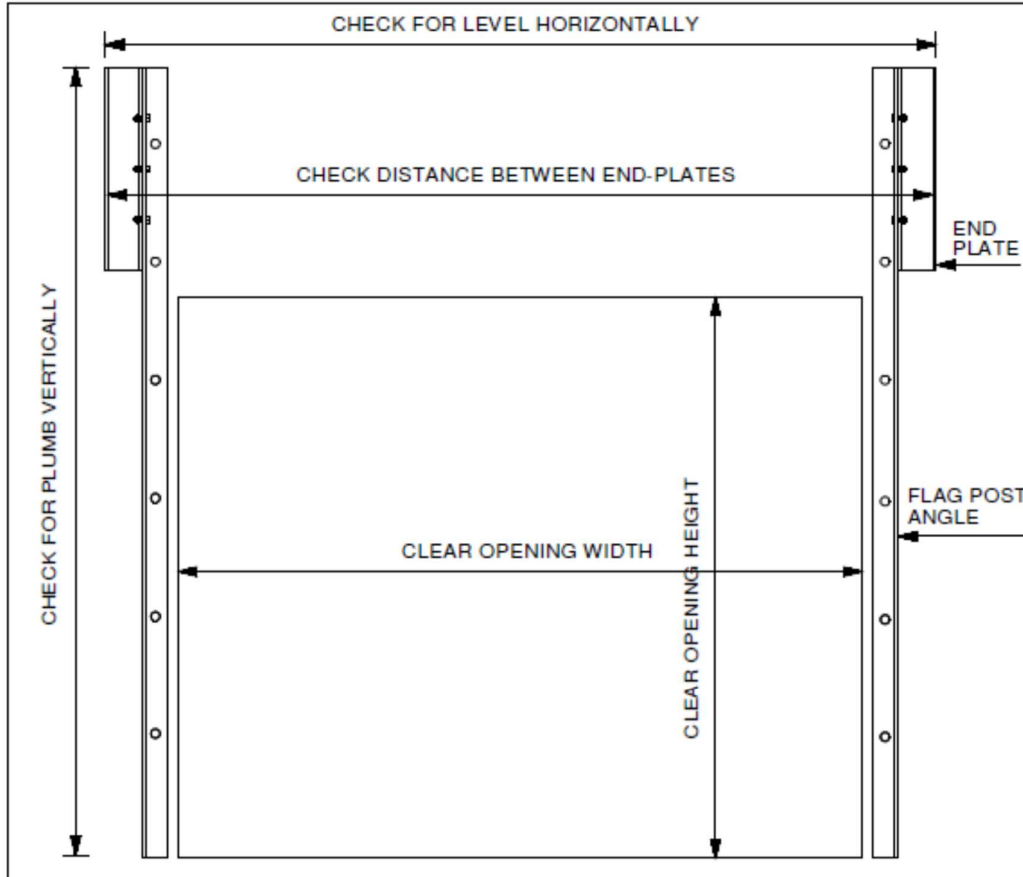 CHECK FOR LEVEL HORIZONTALLY
CHECK DISTANCE BETWEEN END-PLATES
END
PLATE
CHECK FOR PLUMB VERTICALLY
FLAG POST
ANGLE
CLEAR OPENING WIDTH
CLEAR OPENING HEIGHT